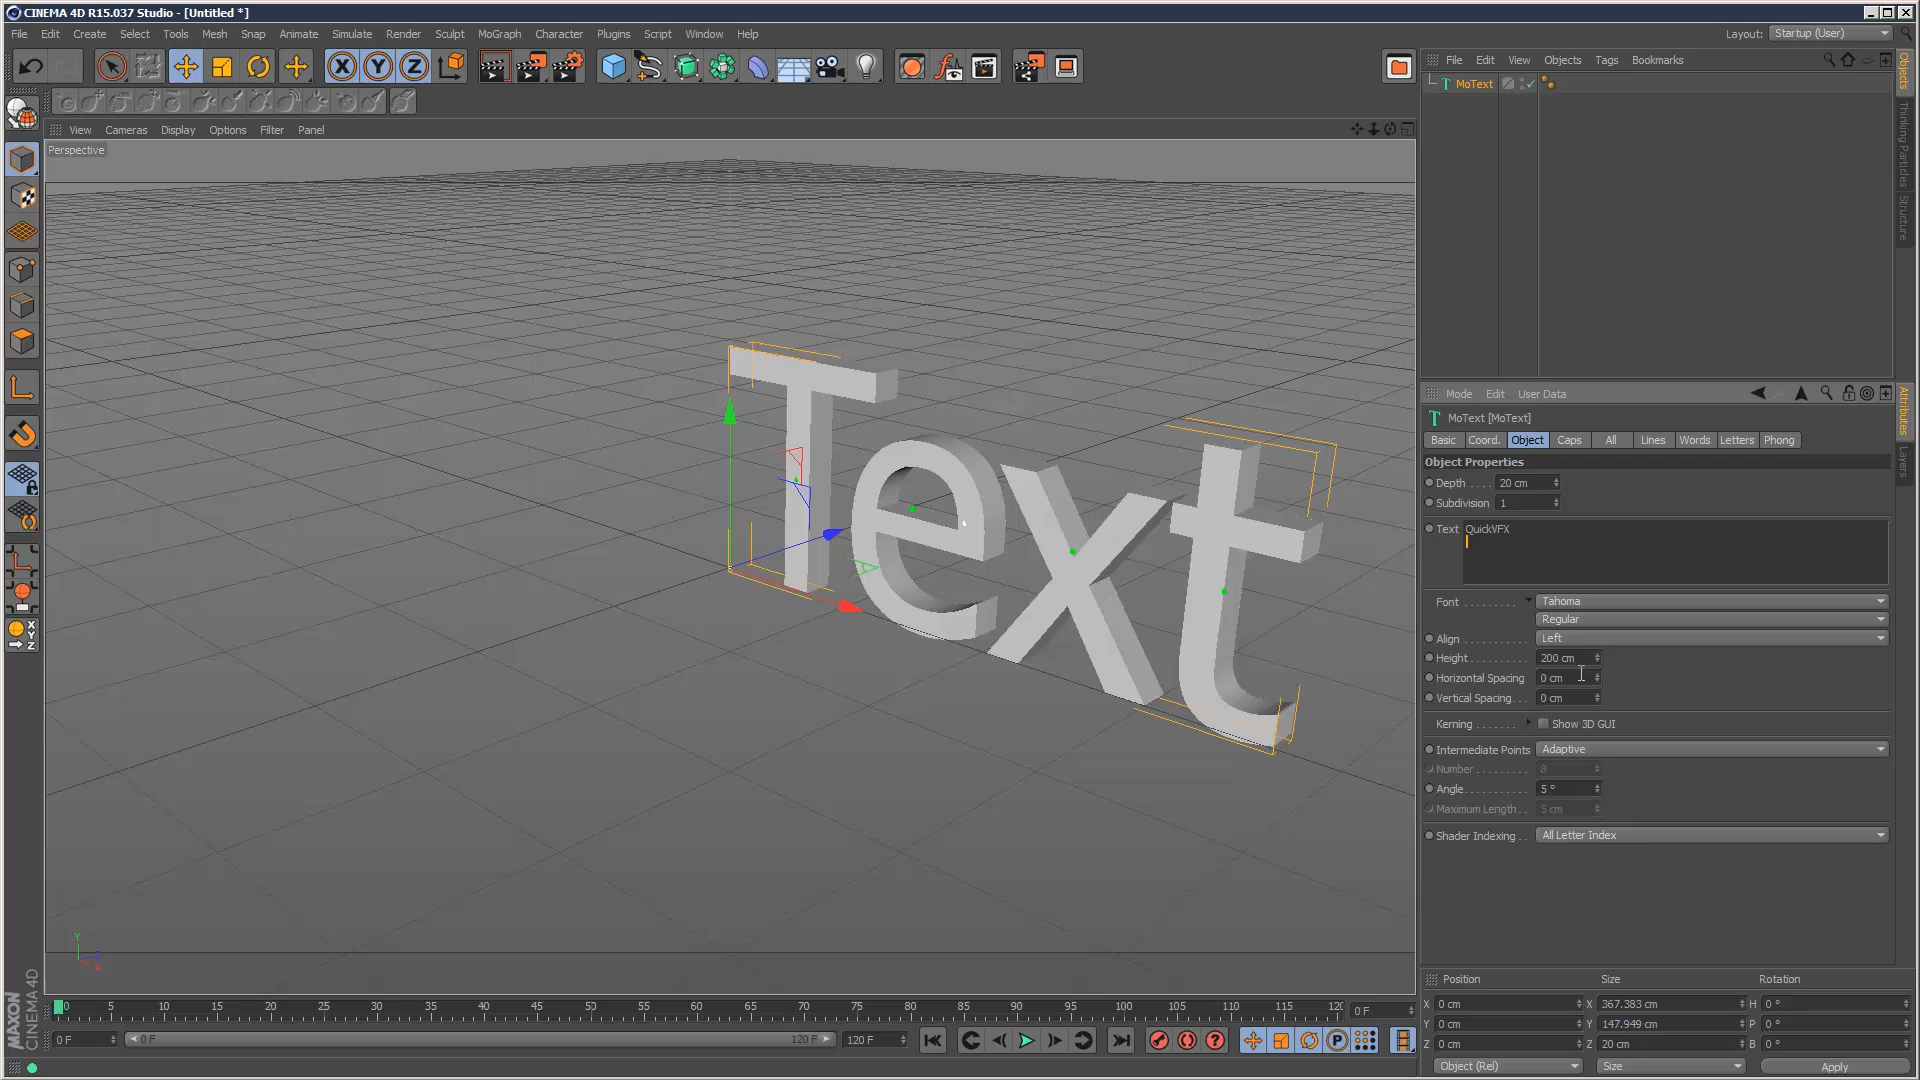 CINEMA 4D R15.037 Studio - [Untitled *]
File Edit Create Select Tools Mesh Snap Animate Simulate Render Sculpt MoGraph Character Plugins Script Window Help
Layout: Startup (User)
X Y Z
File Edit View Objects Tags Bookmarks
MoText
Objects
Thinking Particles
Structure
View Cameras Display Options Filter Panel
Perspective
Text
Mode Edit User Data
Attributes
Layers
MoText [MoText]
Basic Coord. Object Caps All Lines Words Letters Phong
Object Properties
Depth . . . . 20 cm
Subdivision 1
Text QuickVFX
Font . . . . . . . . . Tahoma
Regular
Align . . . . . . . . . Left
Height . . . . . . . . . 200 cm
Horizontal Spacing 0 cm
Vertical Spacing . . . 0 cm
Kerning . . . . . . . Show 3D GUI
Intermediate Points Adaptive
Number . . . . . . . . . 8
Angle . . . . . . . . . . 5 °
Maximum Length . . 5 cm
Shader Indexing . . All Letter Index
X
Y
Z
Y
MAXON
CINEMA 4D
0 5 10 15 20 25 30 35 40 45 50 55 60 65 70 75 80 85 90 95 100 105 110 115 120 0 F
0 F 0 F 120 F 120 F
Position Size Rotation
X 0 cm X 367.383 cm H 0 °
Y 0 cm Y 147.949 cm P 0 °
Z 0 cm Z 20 cm B 0 °
Object (Rel) Size Apply